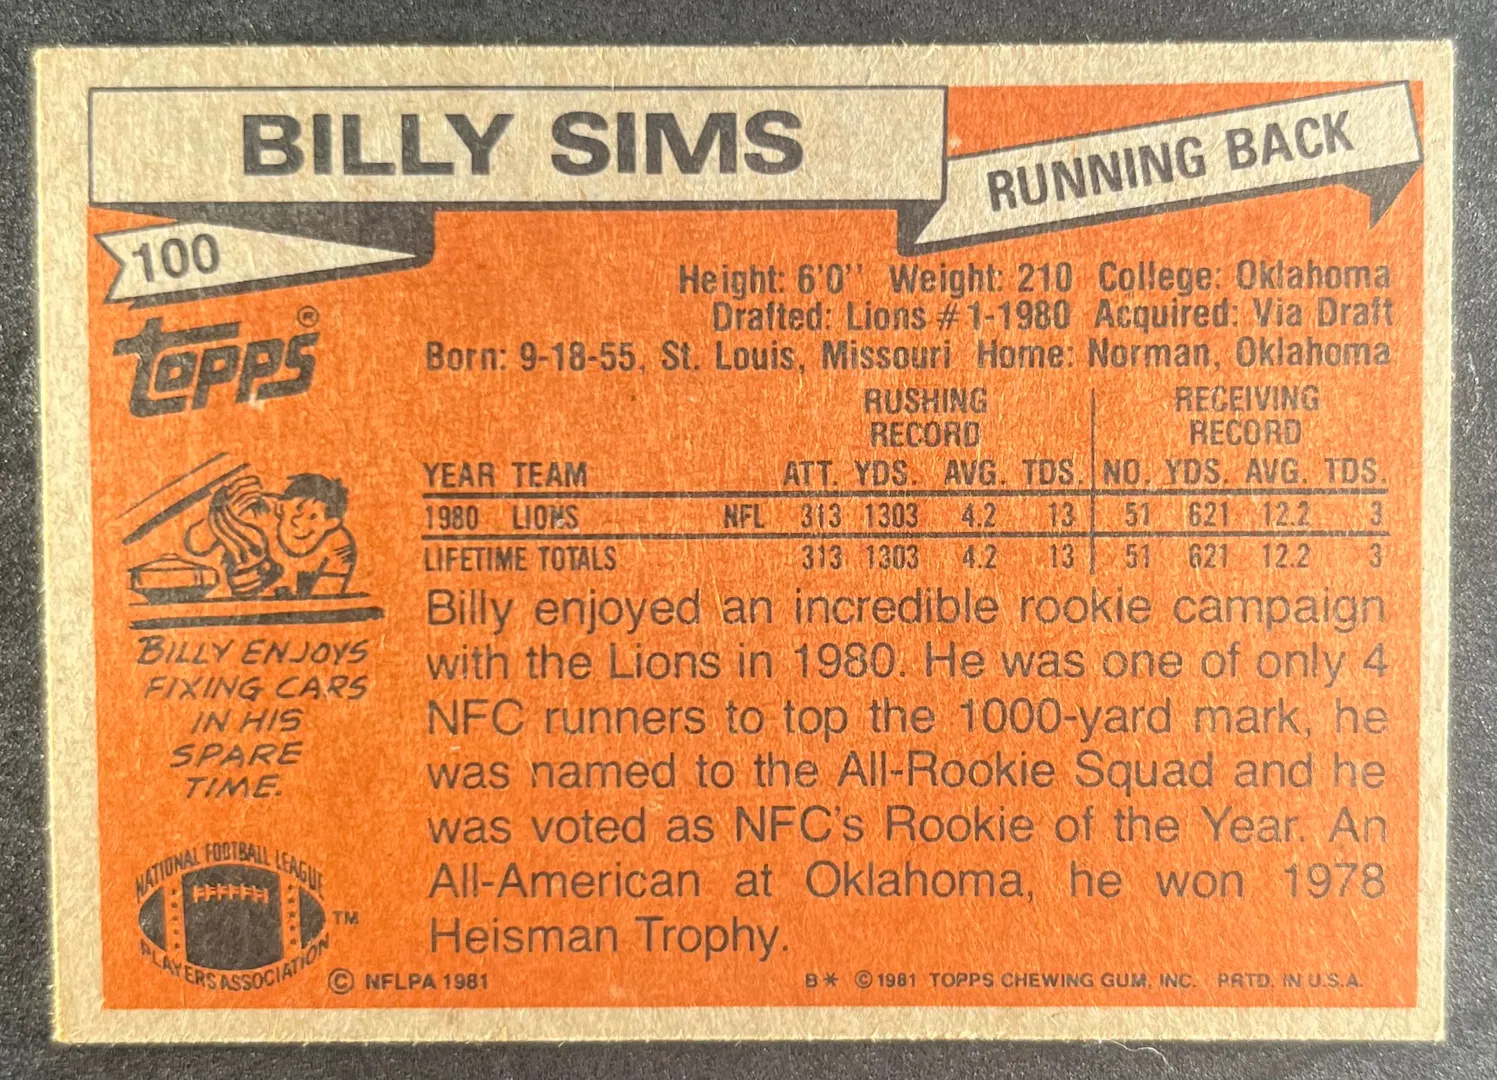 BILLY SIMS
RUNNING BACK
100
topps®
Height: 6'0'' Weight: 210 College: Oklahoma
Drafted: Lions #1-1980 Acquired: Via Draft
Born: 9-18-55, St. Louis, Missouri Home: Norman, Oklahoma
RUSHING RECEIVING
RECORD RECORD
YEAR TEAM ATT. YDS. AVG. TDS. NO. YDS. AVG. TDS.
1980 LIONS NFL 313 1303 4.2 13 51 621 12.2 3
LIFETIME TOTALS 313 1303 4.2 13 51 621 12.2 3
BILLY ENJOYS
FIXING CARS
IN HIS
SPARE
TIME.
Billy enjoyed an incredible rookie campaign
with the Lions in 1980. He was one of only 4
NFC runners to top the 1000-yard mark, he
was named to the All-Rookie Squad and he
was voted as NFC's Rookie of the Year. An
All-American at Oklahoma, he won 1978
Heisman Trophy.
NATIONAL FOOTBALL LEAGUE
PLAYERS ASSOCIATION
TM
© NFLPA 1981
B* © 1981 TOPPS CHEWING GUM, INC. PRTD. IN U.S.A.